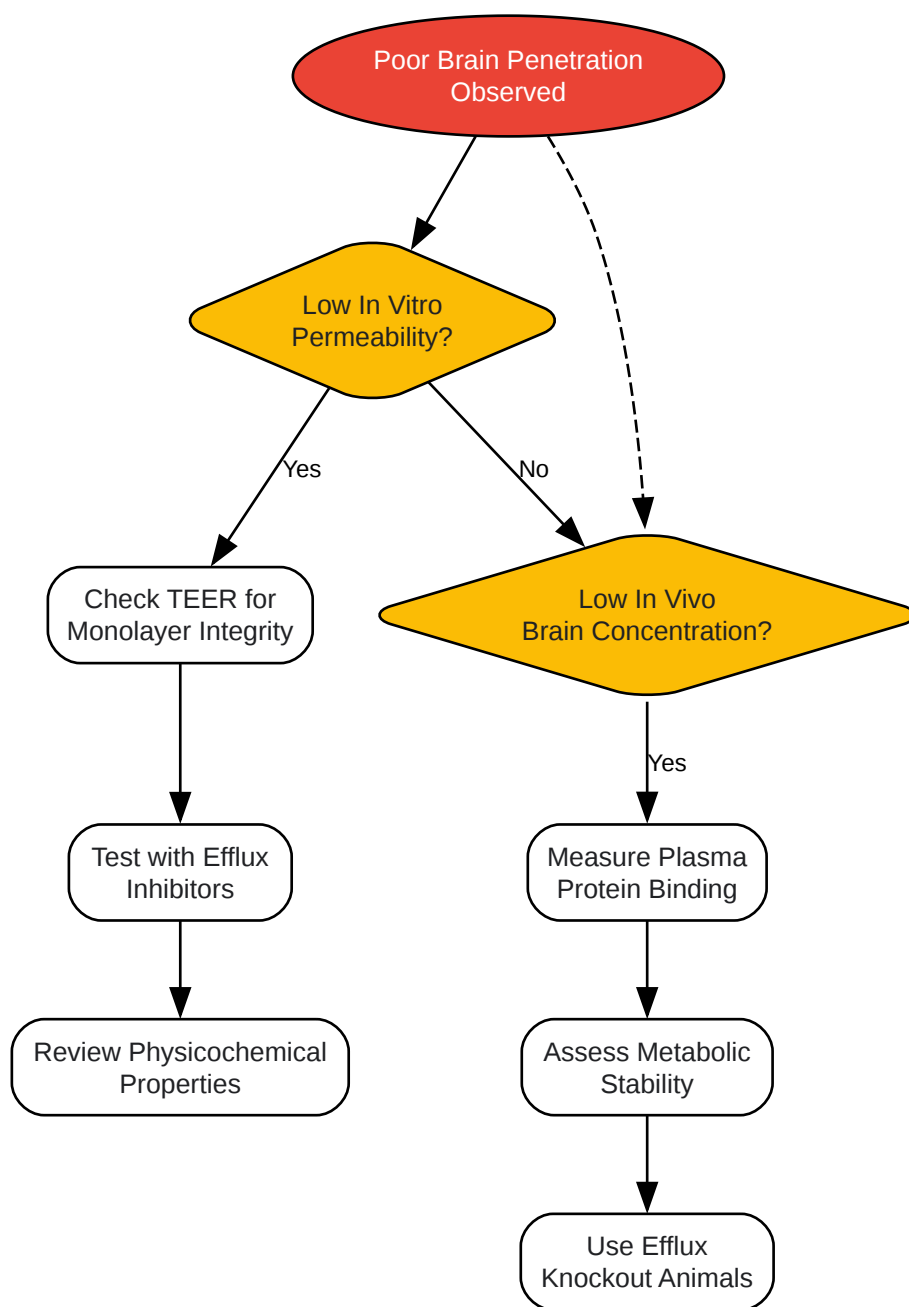 Poor Brain Penetration
Observed
Low In Vitro
Permeability?
Yes
No
Check TEER for
Monolayer Integrity
Low In Vivo
Brain Concentration?
Yes
Test with Efflux
Inhibitors
Measure Plasma
Protein Binding
Review Physicochemical
Properties
Assess Metabolic
Stability
Use Efflux
Knockout Animals